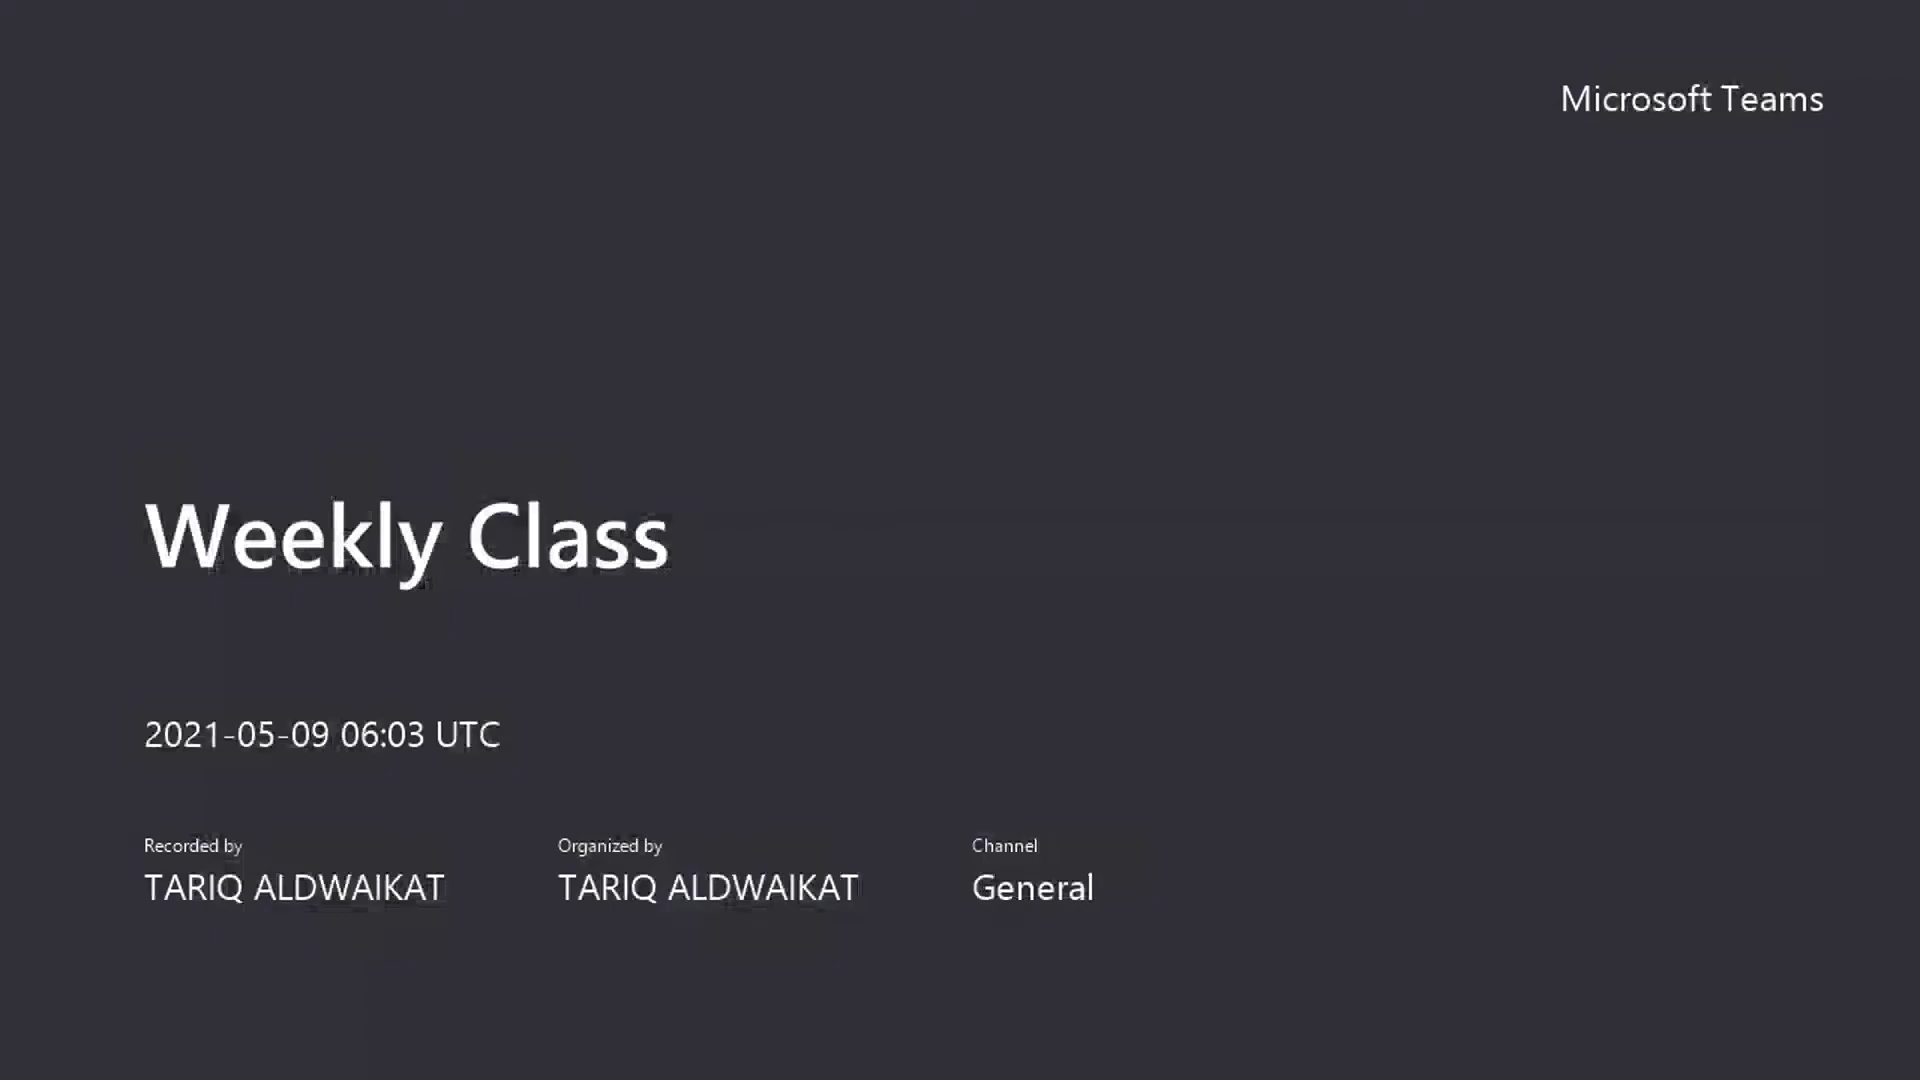 Microsoft Teams
Weekly Class
2021-05-09 06:03 UTC
Recorded by
TARIQ ALDWAIKAT
Organized by
TARIQ ALDWAIKAT
Channel
General